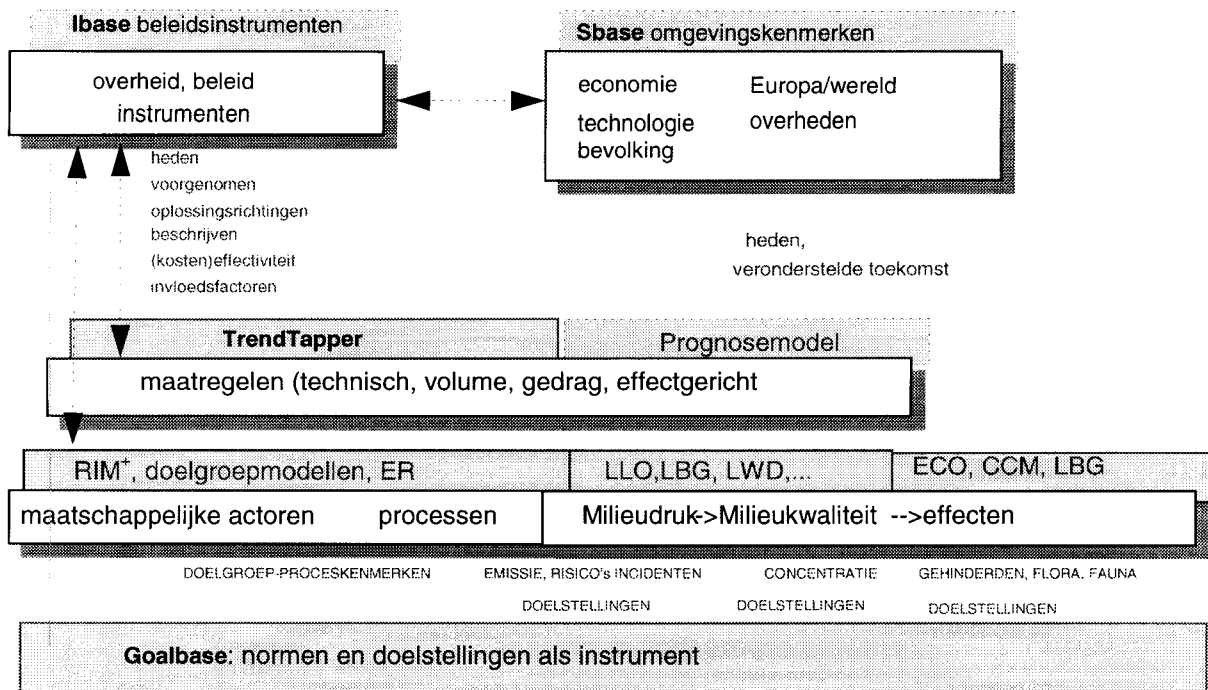 Ibase beleidsinstrumenten
overheid, beleid
instrumenten
Sbase omgevingskenmerken
economie Europa/wereld
technologie overheden
bevolking
heden
voorgenomen
oplossingsrichtingen
beschrijven
(kosten)effectiviteit
invloedsfactoren
heden,
veronderstelde toekomst
TrendTapper Prognosemodel
maatregelen (technisch, volume, gedrag, effectgericht
RIM+, doelgroepmodellen, ER LLO,LBG, LWD,... ECO, CCM, LBG
maatschappelijke actoren processen Milieudruk->Milieukwaliteit -->effecten
DOELGROEP-PROCESKENMERKEN EMISSIE, RISICO's INCIDENTEN CONCENTRATIE GEHINDERDEN, FLORA. FAUNA
DOELSTELLINGEN DOELSTELLINGEN DOELSTELLINGEN
Goalbase: normen en doelstellingen als instrument